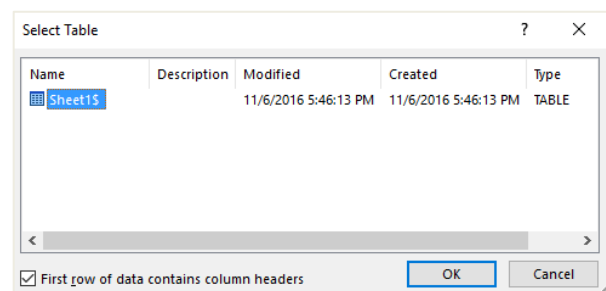 Select Table ? ×
Name Description Modified Created Type
Sheet1$ 11/6/2016 5:46:13 PM 11/6/2016 5:46:13 PM TABLE
First row of data contains column headers OK Cancel